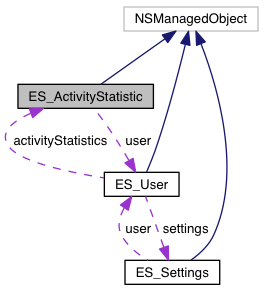 NSManagedObject
ES_ActivityStatistic
activityStatistics
user
ES_User
user
settings
ES_Settings